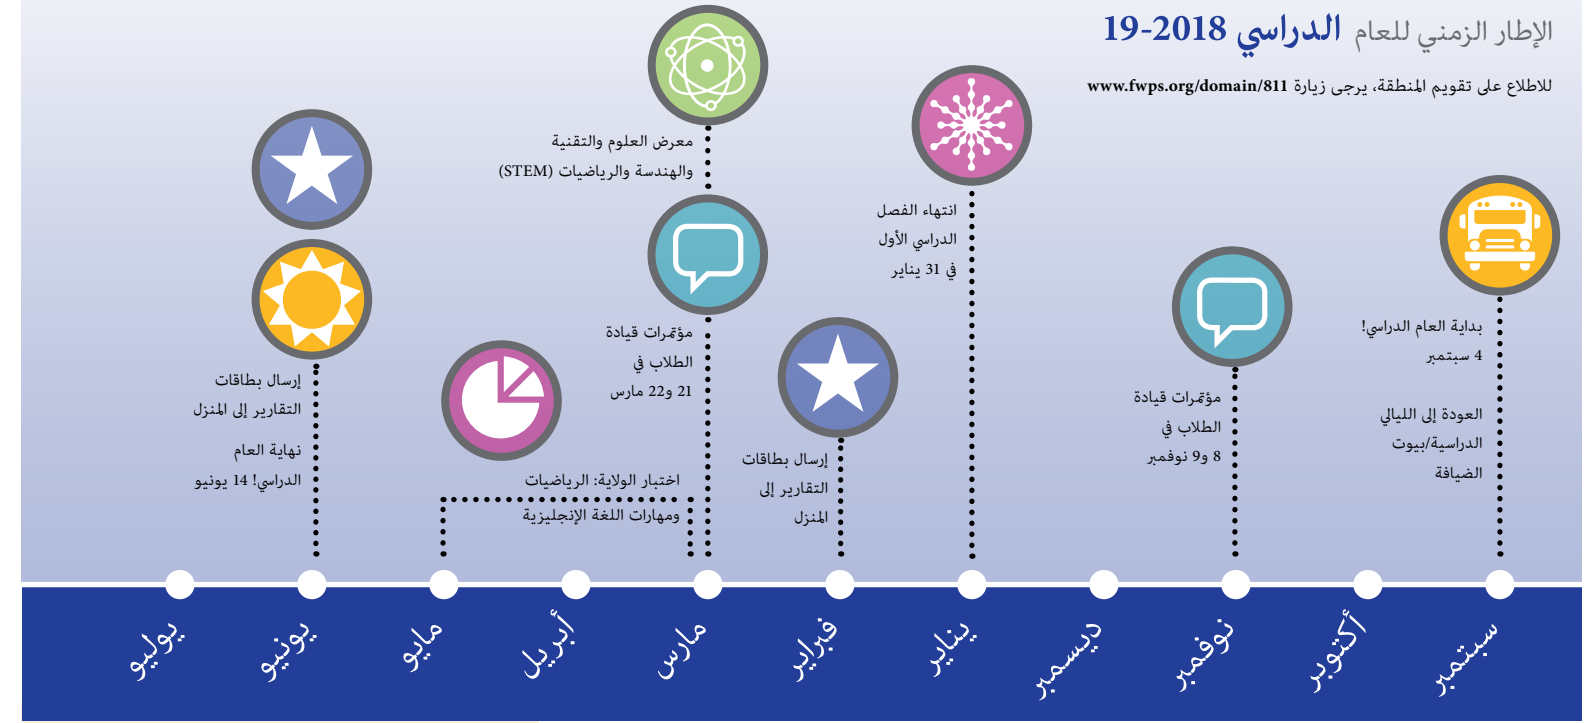 الإطار الزمني للعام الدراسي 2018-19
للاطلاع على تقويم المنطقة، يرجى زيارة www.fwps.org/domain/811
بداية العام الدراسي!
4 سبتمبر
العودة إلى الليالي
الدراسية/بيوت
الضيافة
مؤتمرات قيادة
الطلاب في
8 و9 نوفمبر
انتهاء الفصل
الدراسي الأول
في 31 يناير
إرسال بطاقات
التقارير إلى
المنزل
معرض العلوم والتقنية
والهندسة والرياضيات (STEM)
مؤتمرات قيادة
الطلاب في
21 و22 مارس
اختبار الولاية: الرياضيات
ومهارات اللغة الإنجليزية
إرسال بطاقات
التقارير إلى المنزل
نهاية العام
الدراسي! 14 يونيو
سبتمبر
أكتوبر
نوفمبر
ديسمبر
يناير
فبراير
مارس
أبريل
مايو
يونيو
يوليو